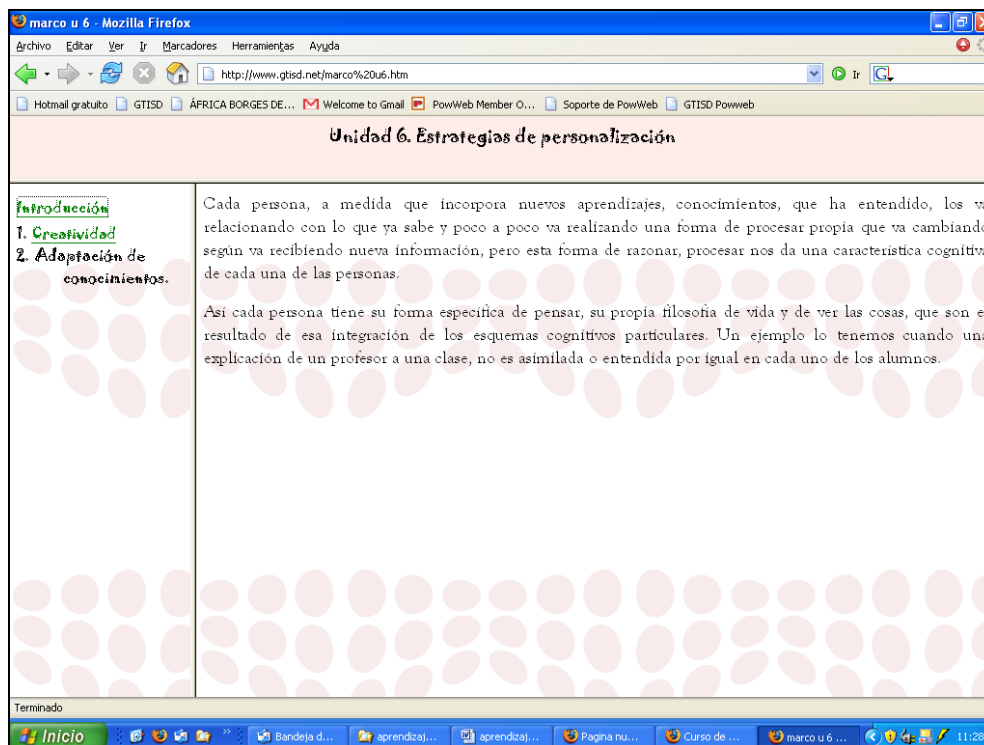 marco u 6 - Mozilla Firefox
Archivo Editar Ver Ir Marcadores Herramientas Ayuda
http://www.gtisd.net/marco%20u6.htm Ir
Hotmail gratuito GTISD ÁFRICA BORGES DE... Welcome to Gmail PowWeb Member O... Soporte de PowWeb GTISD Powweb
Unidad 6. Estrategias de personalización
Introducción
1. Creatividad
2. Adaptación de
conocimientos.
Cada persona, a medida que incorpora nuevos aprendizajes, conocimientos, que ha entendido, los va
relacionando con lo que ya sabe y poco a poco va realizando una forma de procesar propia que va cambiando
según va recibiendo nueva información, pero esta forma de razonar, procesar nos da una característica cognitiva
de cada una de las personas.
Así cada persona tiene su forma especifica de pensar, su propia filosofía de vida y de ver las cosas, que son e
resultado de esa integración de los esquemas cognitivos particulares. Un ejemplo lo tenemos cuando una
explicación de un profesor a una clase, no es asimilada o entendida por igual en cada uno de los alumnos.
Terminado
Inicio Bandeja d... aprendizaj... aprendizaj... Pagina nu... Curso de ... marco u 6 ... 11:28